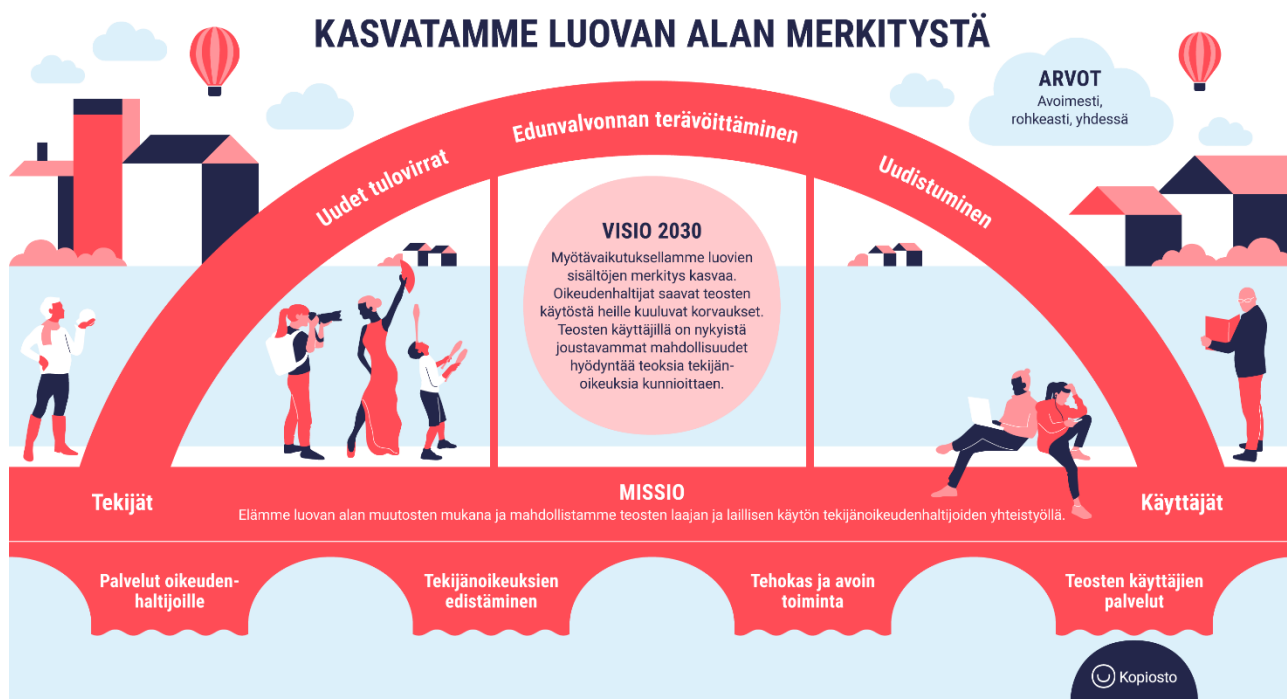 KASVATAMME LUOVAN ALAN MERKITYSTÄ
ARVOT
Avoimesti,
rohkeasti, yhdessä
Uudet tulovirrat
Edunvalvonnan terävöittäminen
Uudistuminen
VISIO 2030
Myötävaikutuksellamme luovien
sisältöjen merkitys kasvaa.
Oikeudenhaltijat saavat teosten
käytöstä heille kuuluvat korvaukset.
Teosten käyttäjillä on nykyistä
joustavammat mahdollisuudet
hyödyntää teoksia tekijän-
oikeuksia kunnioittaen.
Tekijät
MISSIO
Elämme luovan alan muutosten mukana ja mahdollistamme teosten laajan ja laillisen käytön tekijänoikeudenhaltijoiden yhteistyöllä.
Käyttäjät
Palvelut oikeuden-
haltijoille
Tekijänoikeuksien
edistäminen
Tehokas ja avoin
toiminta
Teosten käyttäjien
palvelut
Kopiosto